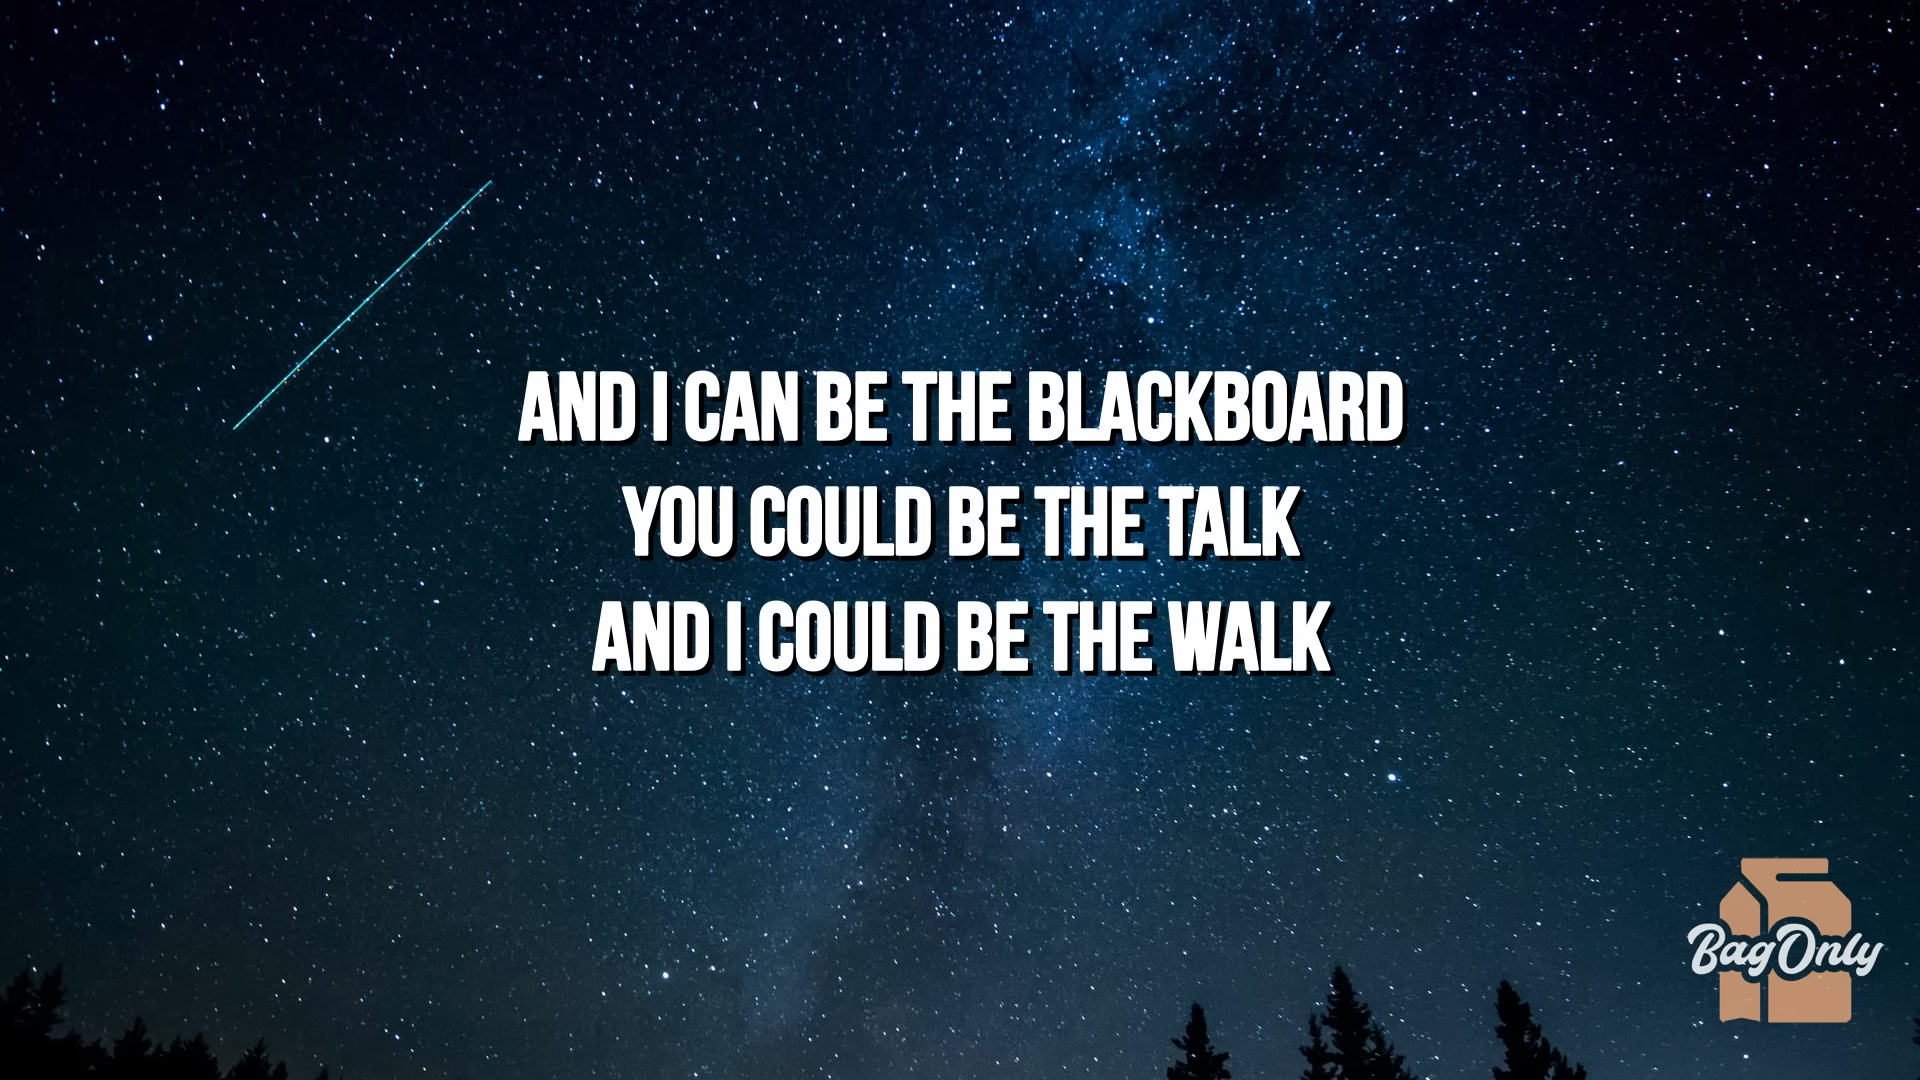 AND I CAN BE THE BLACKBOARD
YOU COULD BE THE TALK
AND I COULD BE THE WALK
BagOnly